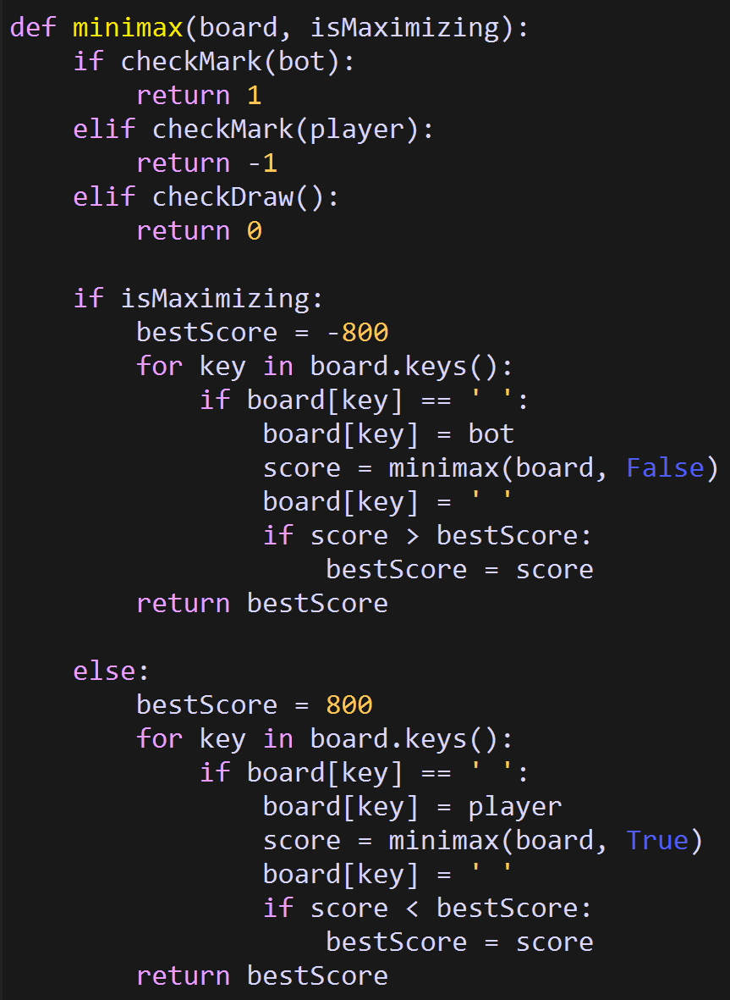 def minimax(board, isMaximizing):
    if checkMark(bot):
        return 1
    elif checkMark(player):
        return -1
    elif checkDraw():
        return 0

    if isMaximizing:
        bestScore = -800
        for key in board.keys():
            if board[key] == ' ':
                board[key] = bot
                score = minimax(board, False)
                board[key] = ' '
                if score > bestScore:
                    bestScore = score
        return bestScore

    else:
        bestScore = 800
        for key in board.keys():
            if board[key] == ' ':
                board[key] = player
                score = minimax(board, True)
                board[key] = ' '
                if score < bestScore:
                    bestScore = score
        return bestScore